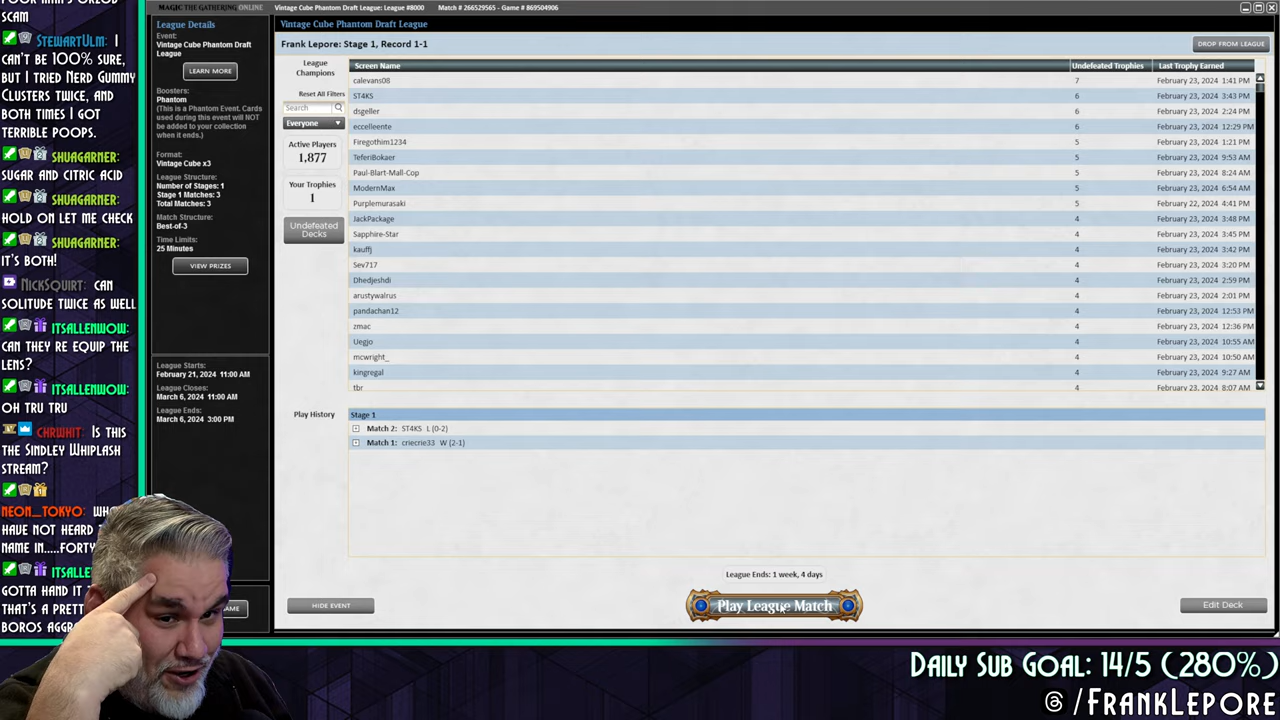 SCAM
STEWARTULM: I
CAN'T BE 100% SURE,
BUT I TRIED NERD GUMMY
CLUSTERS TWICE, AND
BOTH TIMES I GOT
TERRIBLE POOPS.
SHUAGARNER:
SUGAR AND CITRIC ACID
SHUAGARNER:
HOLD ON LET ME CHECK
SHUAGARNER:
IT'S BOTH!
NICKSQUIRT: CAN
SOLITUDE TWICE AS WELL
ITSALLENWOW:
CAN THEY RE EQUIP THE
LENS?
ITSALLENWOW:
OH TRU TRU
CHRWHIT: IS THIS
THE SINDLEY WHIPLASH
STREAM?
NEON_TOKYO:
HAVE NOT HEARD
NAME IN.....FORTY
GOTTA HAND IT
THAT'S A
BOROS
MAGIC THE GATHERING ONLINE
Vintage Cube Phantom Draft League: League #8000 Match # 266529565 - Game # 869504906
League Details
Event:
Vintage Cube Phantom Draft
League
LEARN MORE
Boosters:
Phantom
(This is a Phantom Event. Cards
used during this event will NOT
be added to your collection
when it ends.)
Format:
Vintage Cube x3
League Structure:
Number of Stages: 1
Stage 1 Matches: 3
Total Matches: 3
Match Structure:
Best-of-3
Time Limits:
25 Minutes
VIEW PRIZES
League Starts:
February 21, 2024 11:00 AM
League Closes:
March 6, 2024 11:00 AM
League Ends:
March 6, 2024 3:00 PM
Vintage Cube Phantom Draft League
Frank Lepore: Stage 1, Record 1-1
DROP FROM LEAGUE
League
Champions
Reset All Filters
Search
Everyone
Active Players
1,877
Your Trophies
1
Undefeated
Decks
Screen Name Undefeated Trophies Last Trophy Earned
calevans08 7 February 23, 2024 1:41 PM
ST4KS 6 February 23, 2024 3:43 PM
dsgeller 6 February 23, 2024 2:24 PM
eccelleente 6 February 23, 2024 12:29 PM
Firegothim1234 5 February 23, 2024 1:21 PM
TeferiBokaer 5 February 23, 2024 9:53 AM
Paul-Blart-Mall-Cop 5 February 23, 2024 8:24 AM
ModernMax 5 February 23, 2024 6:54 AM
Purplemurasaki 5 February 22, 2024 4:41 PM
JackPackage 4 February 23, 2024 3:48 PM
Sapphire-Star 4 February 23, 2024 3:45 PM
kauffj 4 February 23, 2024 3:42 PM
Sev717 4 February 23, 2024 3:20 PM
Dhedjeshdi 4 February 23, 2024 2:59 PM
arustywalrus 4 February 23, 2024 2:01 PM
pandachan12 4 February 23, 2024 12:53 PM
zmac 4 February 23, 2024 12:36 PM
Uegjo 4 February 23, 2024 10:55 AM
mcwright_ 4 February 23, 2024 10:50 AM
kingregal 4 February 23, 2024 9:27 AM
tbr 4 February 23, 2024 8:07 AM
Play History
Stage 1
Match 2: ST4KS L (0-2)
Match 1: criecrie33 W (2-1)
League Ends: 1 week, 4 days
HIDE EVENT
Play League Match
Edit Deck
DAILY SUB GOAL: 14/5 (280%)
/FRANKLEPORE